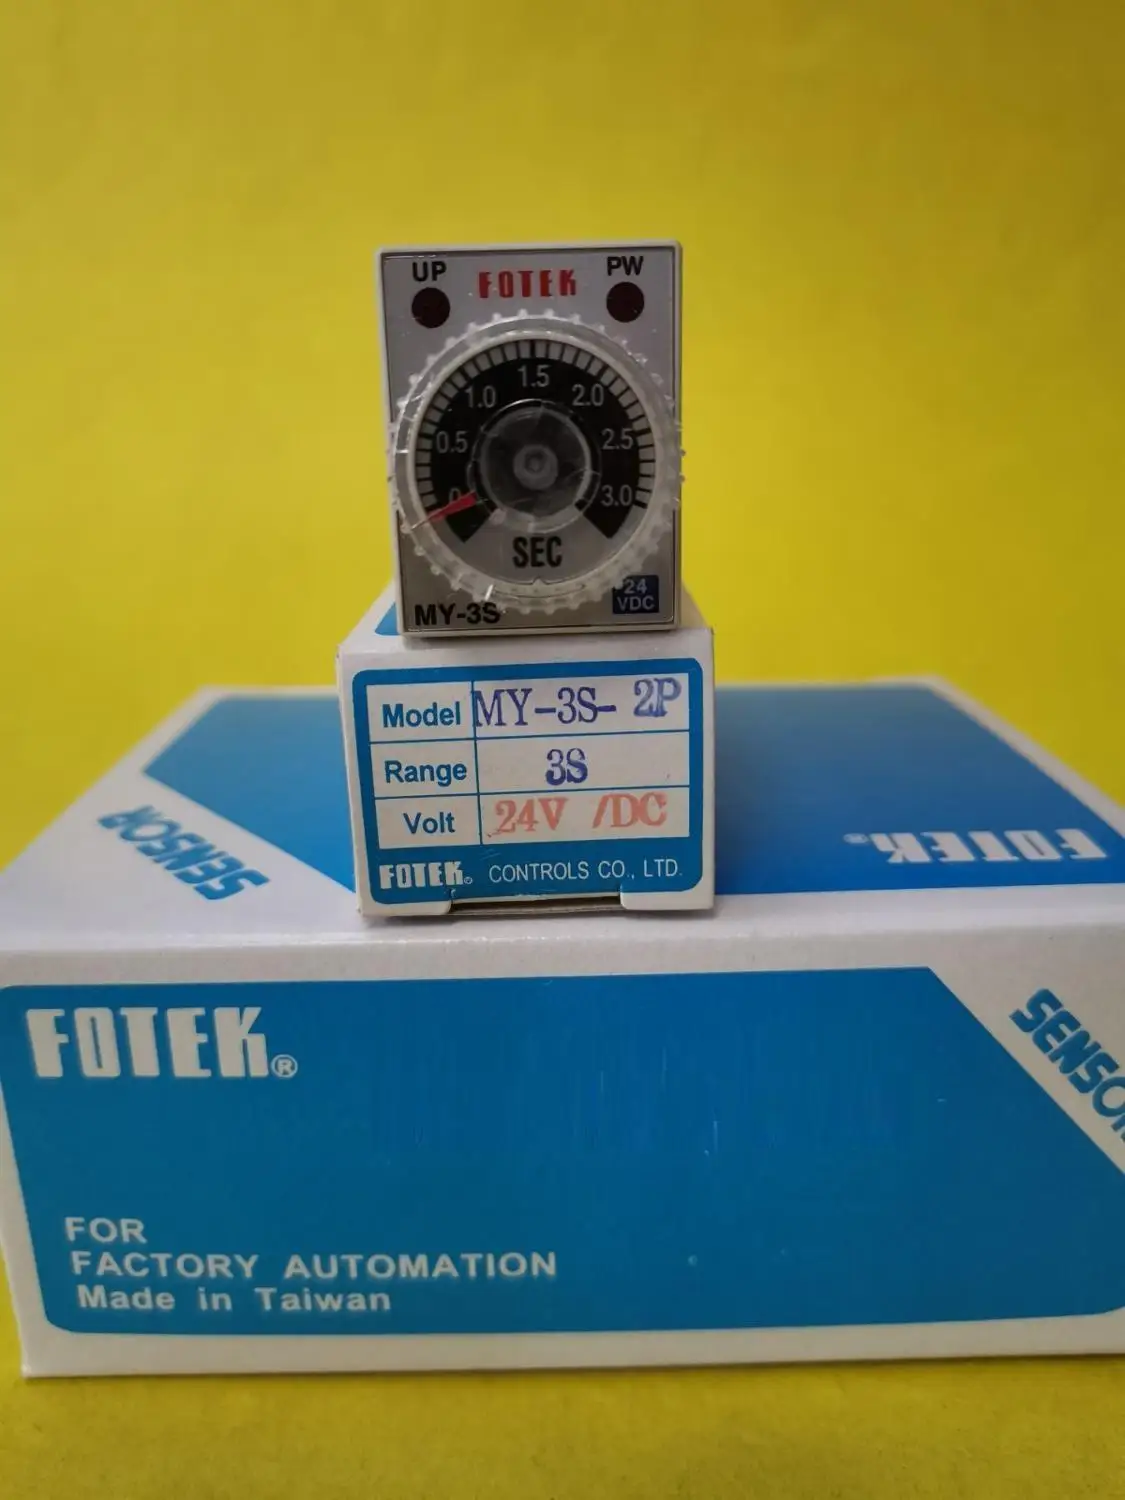 UP FOTEK PW
0 0.5 1.0 1.5 2.0 2.5 3.0
SEC
MY-3S
24
VDC
Model MY-3S- 2P
Range 3S
Volt 24V /DC
FOTEK® CONTROLS CO., LTD.
SENSOR
FOTEK®
FOTEK®
SENSOR
FOR
FACTORY AUTOMATION
Made in Taiwan